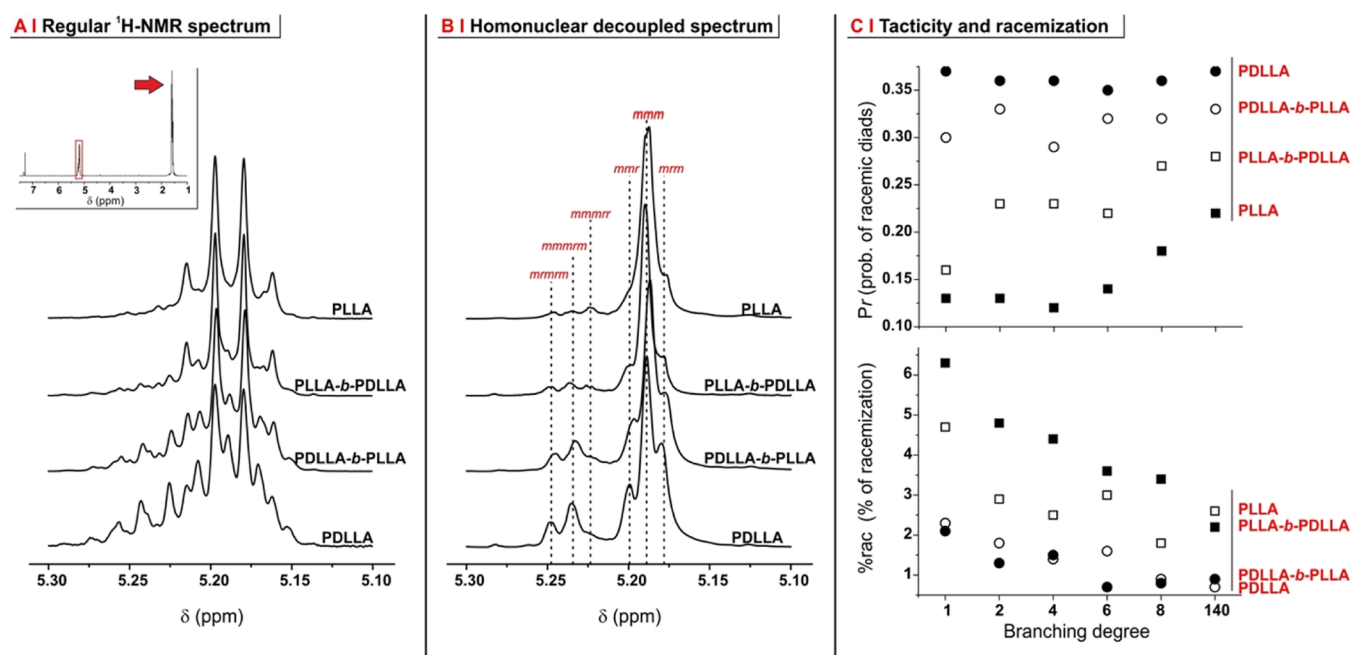 A I Regular ¹H-NMR spectrum
7 6 5 4 3 2 1
δ (ppm)
PLLA
PLLA-b-PDLLA
PDLLA-b-PLLA
PDLLA
5.30 5.25 5.20 5.15 5.10
δ (ppm)
B I Homonuclear decoupled spectrum
mmm
mmr mrm
mmmrr
mmmrm
mrmrm
PLLA
PLLA-b-PDLLA
PDLLA-b-PLLA
PDLLA
5.30 5.25 5.20 5.15 5.10
δ (ppm)
C I Tacticity and racemization
Pr (prob. of racemic diads)
0.35
0.30
0.25
0.20
0.15
0.10
PDLLA
PDLLA-b-PLLA
PLLA-b-PDLLA
PLLA
%rac (% of racemization)
6
5
4
3
2
1
PLLA
PLLA-b-PDLLA
PDLLA-b-PLLA
PDLLA
1 2 4 6 8 140
Branching degree